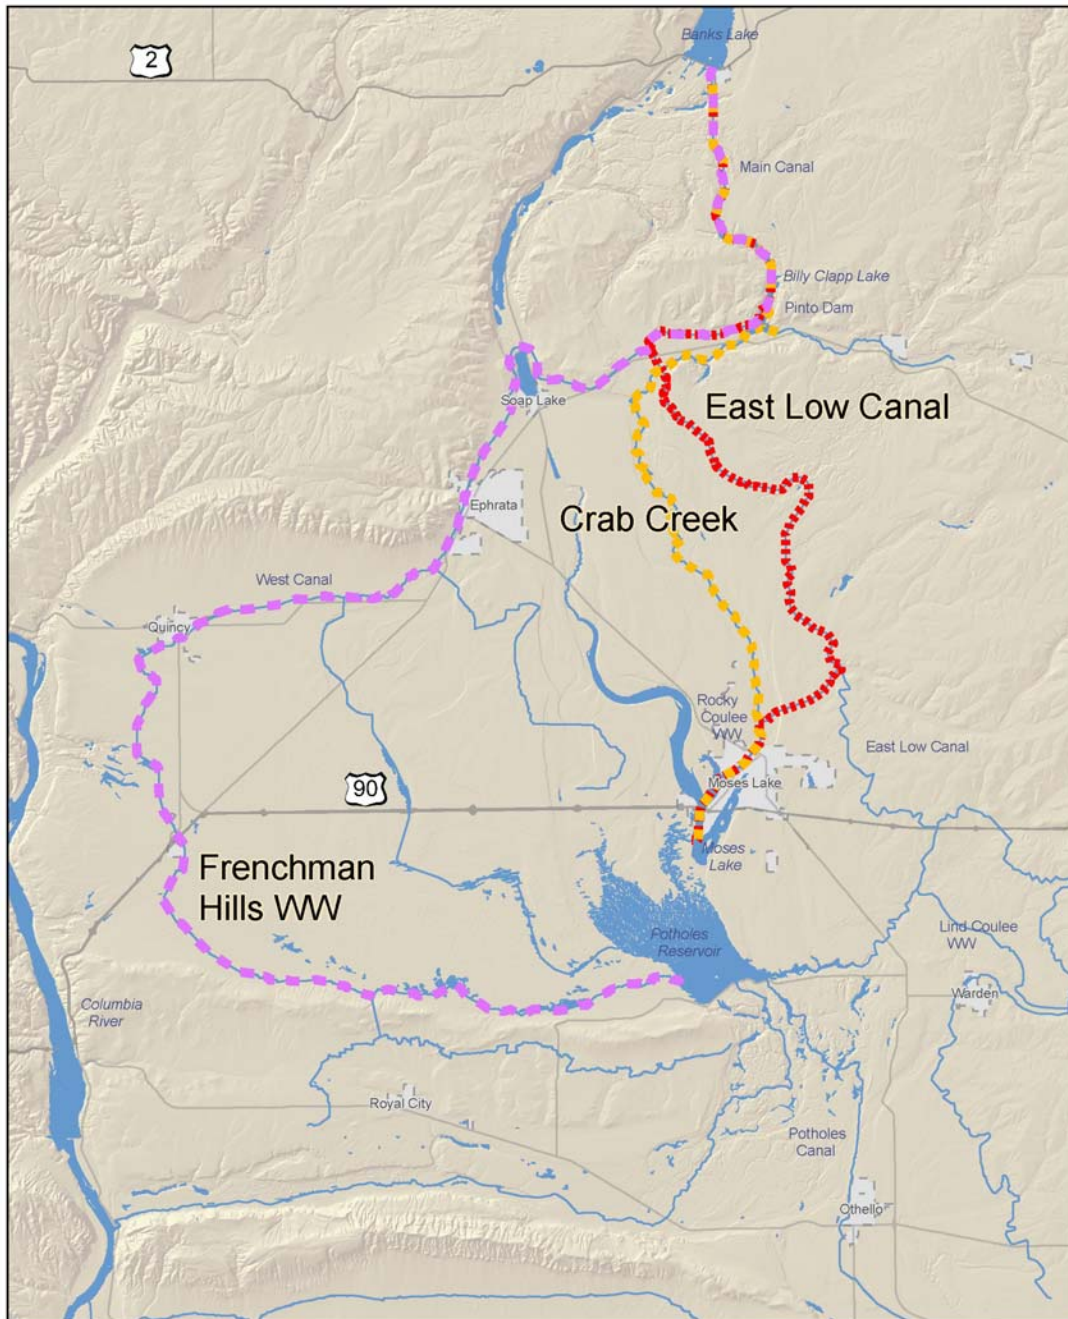 Banks Lake
2
Main Canal
Billy Clapp Lake
Pinto Dam
Soap Lake
East Low Canal
Ephrata
Crab Creek
West Canal
Quincy
Rocky
Coulee
WW
East Low Canal
Moses Lake
90
Moses
Lake
Frenchman
Hills WW
Potholes
Reservoir
Lind Coulee
WW
Warden
Columbia
River
Royal City
Potholes
Canal
Othello